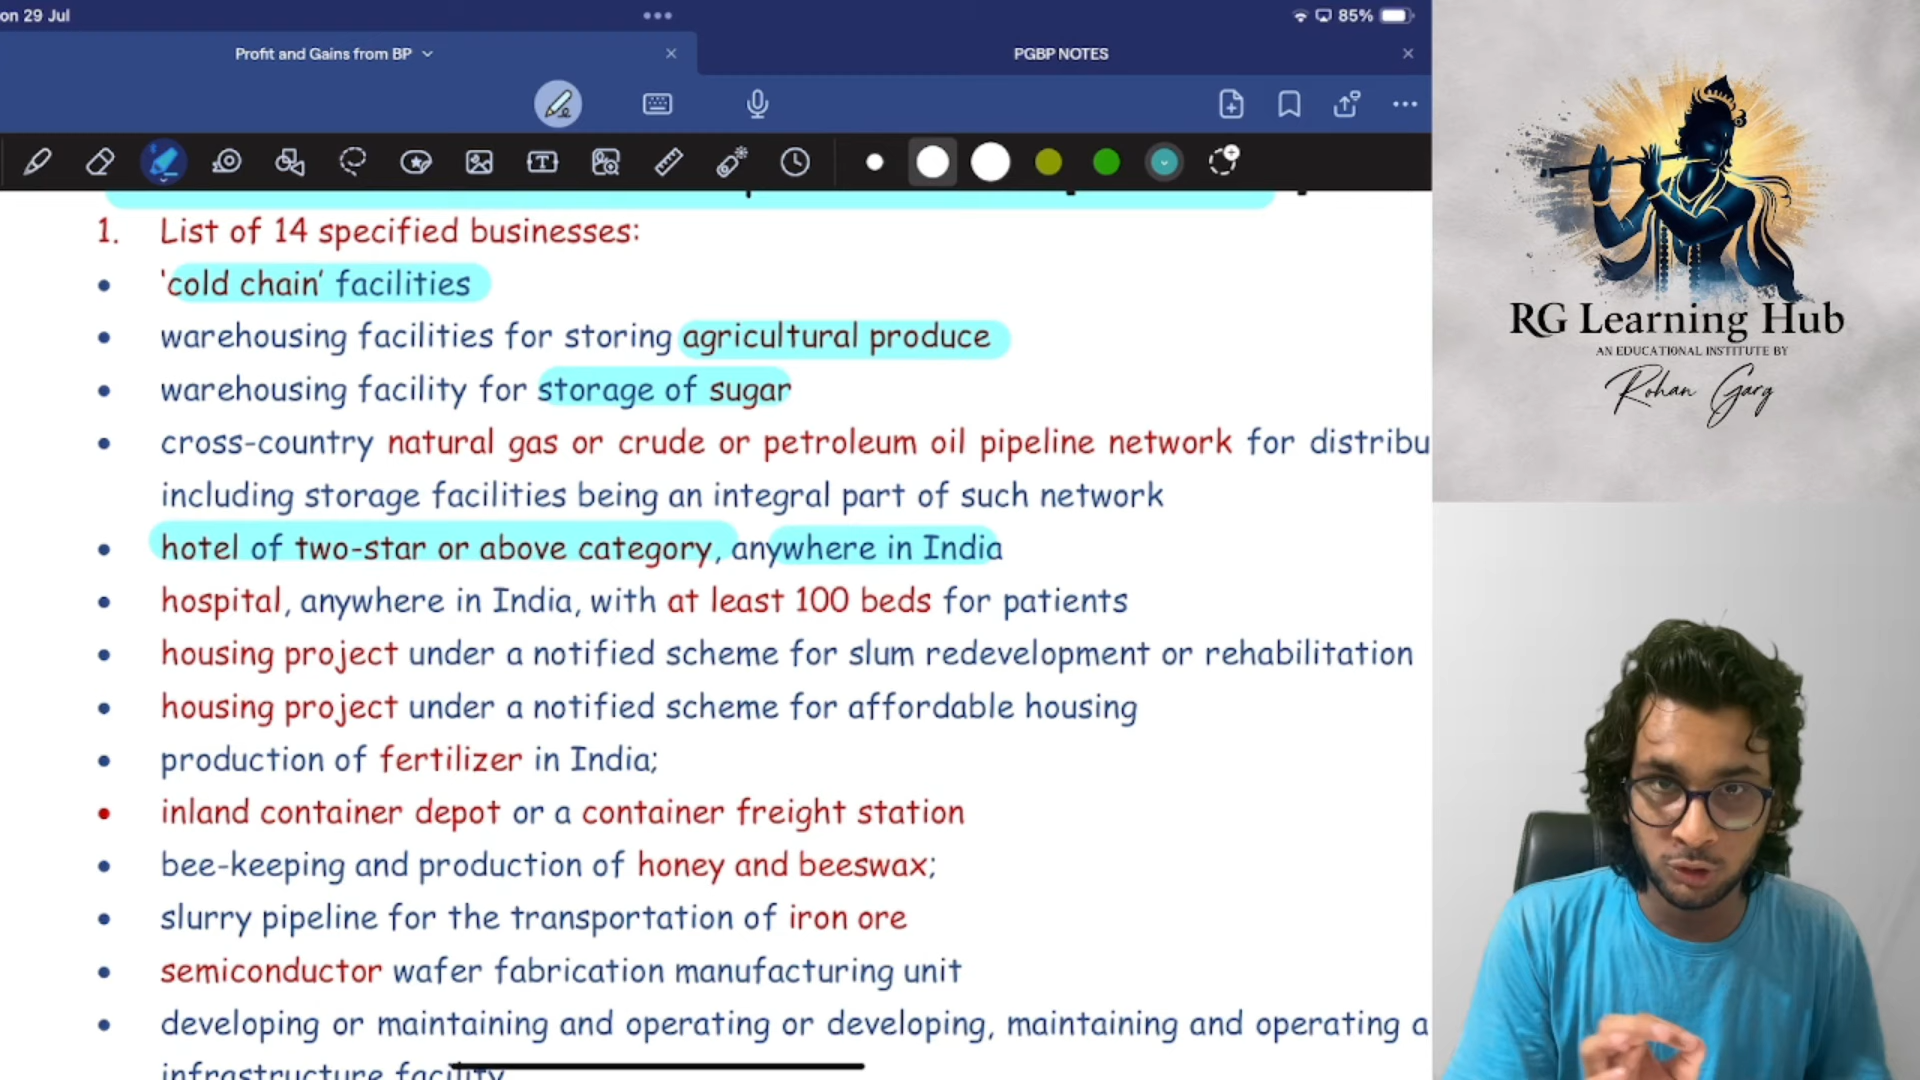 on 29 Jul
85%
Profit and Gains from BP
PGBP NOTES
1. List of 14 specified businesses:
• 'cold chain' facilities
• warehousing facilities for storing agricultural produce
• warehousing facility for storage of sugar
• cross-country natural gas or crude or petroleum oil pipeline network for distribu
including storage facilities being an integral part of such network
• hotel of two-star or above category, anywhere in India
• hospital, anywhere in India, with at least 100 beds for patients
• housing project under a notified scheme for slum redevelopment or rehabilitation
• housing project under a notified scheme for affordable housing
• production of fertilizer in India;
• inland container depot or a container freight station
• bee-keeping and production of honey and beeswax;
• slurry pipeline for the transportation of iron ore
• semiconductor wafer fabrication manufacturing unit
• developing or maintaining and operating or developing, maintaining and operating a
infrastructure facility
RG Learning Hub
AN EDUCATIONAL INSTITUTE BY
Rohan Garg